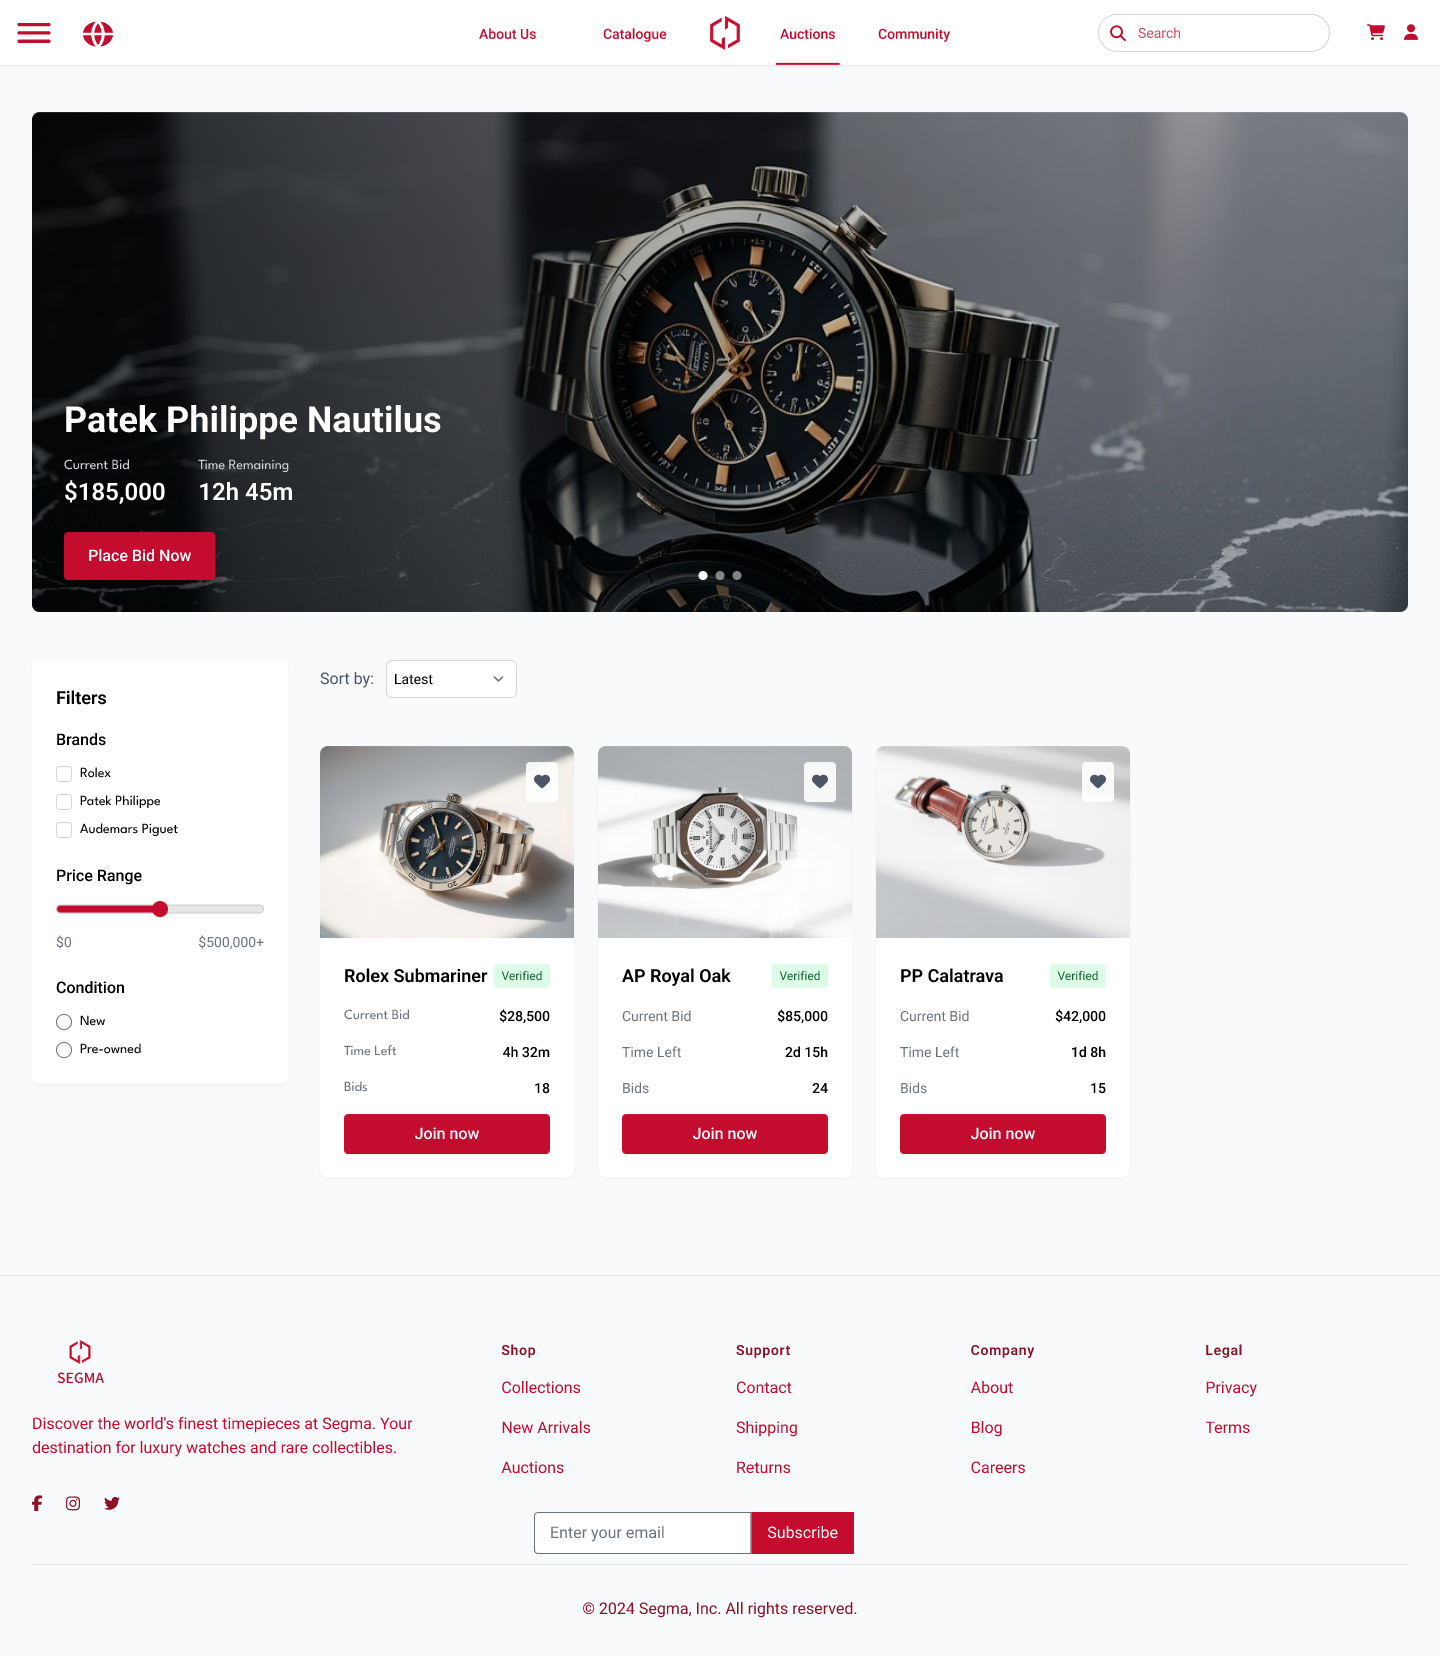 About Us
Catalogue
Auctions
Community
Search
Patek Philippe Nautilus
Current Bid
Time Remaining
$185,000
12h 45m
Place Bid Now
Filters
Brands
Rolex
Patek Philippe
Audemars Piguet
Price Range
$0
$500,000+
Condition
New
Pre-owned
Sort by:
Latest
Rolex Submariner
Verified
Current Bid
$28,500
Time Left
4h 32m
Bids
18
Join now
AP Royal Oak
Verified
Current Bid
$85,000
Time Left
2d 15h
Bids
24
Join now
PP Calatrava
Verified
Current Bid
$42,000
Time Left
1d 8h
Bids
15
Join now
SEGMA
Discover the world's finest timepieces at Segma. Your
destination for luxury watches and rare collectibles.
Shop
Collections
New Arrivals
Auctions
Support
Contact
Shipping
Returns
Company
About
Blog
Careers
Legal
Privacy
Terms
Enter your email
Subscribe
© 2024 Segma, Inc. All rights reserved.